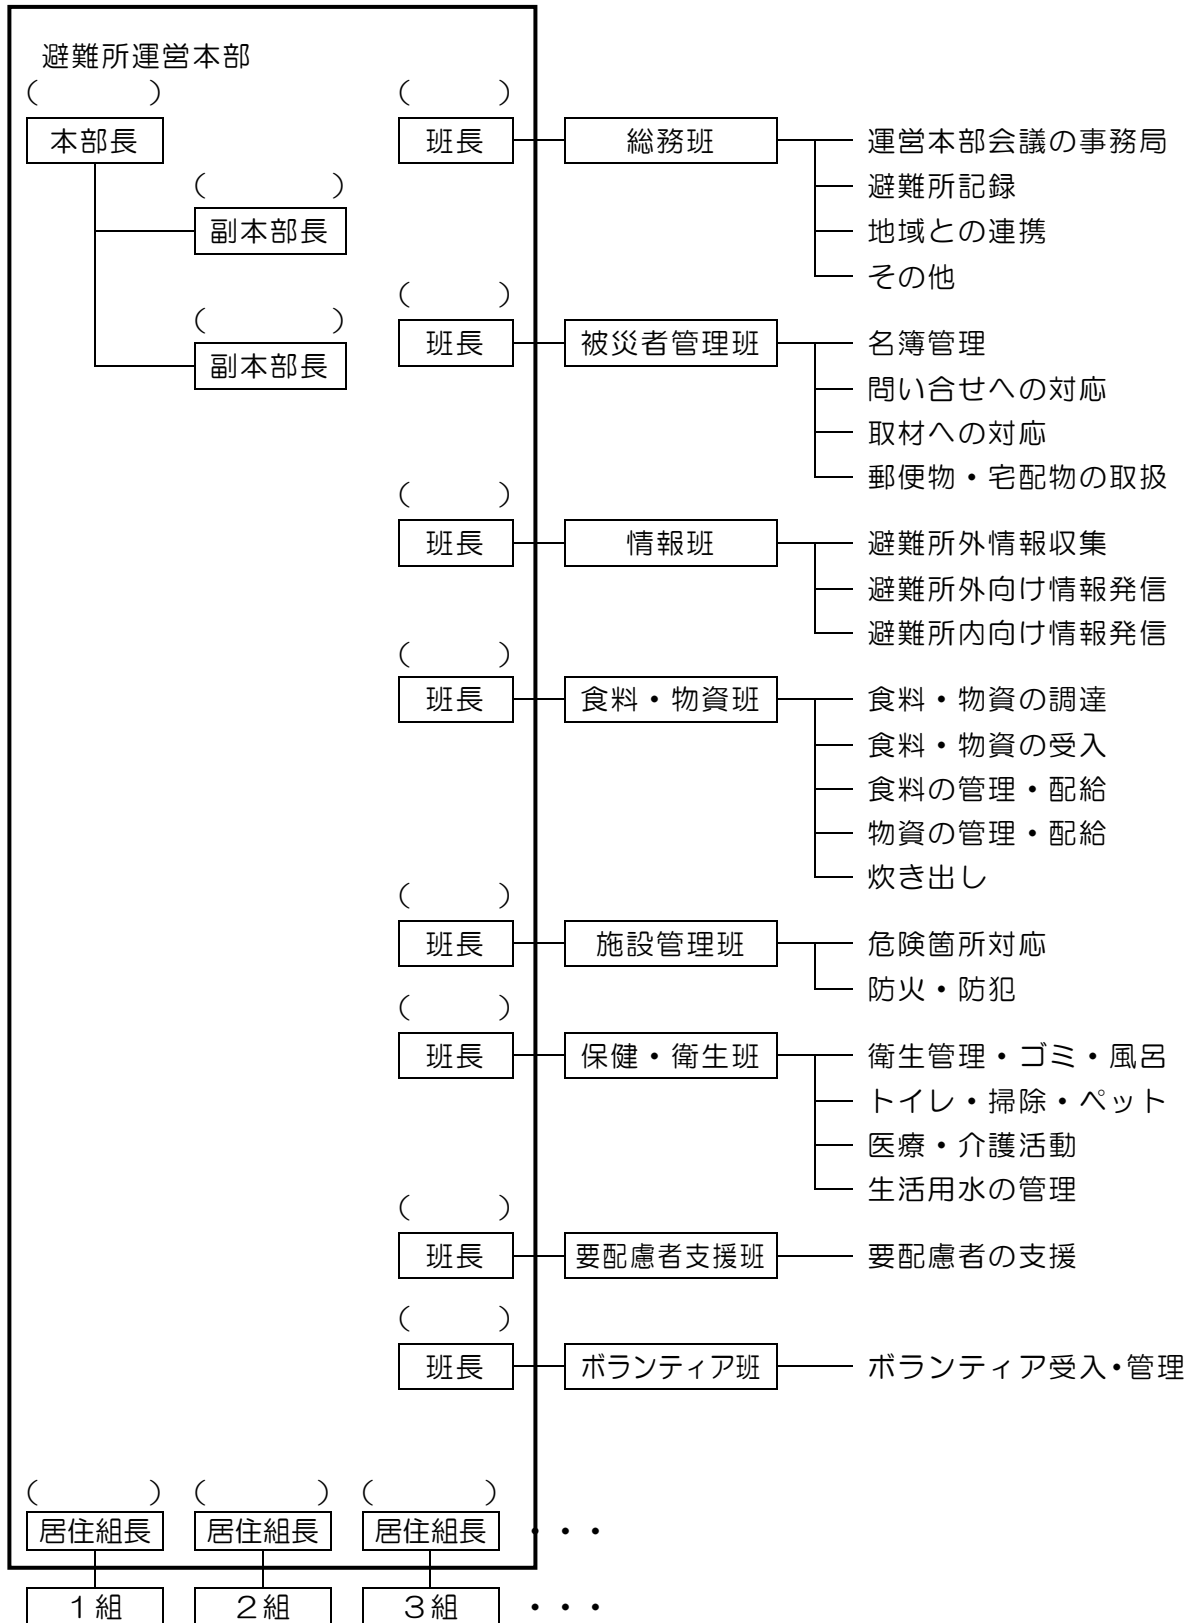 避難所運営本部
（　　　　）　（　　　）
本部長　班長　総務班　運営本部会議の事務局
（　　　　）　避難所記録
副本部長　地域との連携
その他
（　　　）
（　　　　）
班長　被災者管理班　名簿管理
副本部長　問い合せへの対応
取材への対応
郵便物・宅配物の取扱
（　　　）
班長　情報班　避難所外情報収集
避難所外向け情報発信
避難所内向け情報発信
（　　　）
班長　食料・物資班　食料・物資の調達
食料・物資の受入
食料の管理・配給
物資の管理・配給
炊き出し
（　　　）
班長　施設管理班　危険箇所対応
防火・防犯
（　　　）
班長　保健・衛生班　衛生管理・ゴミ・風呂
トイレ・掃除・ペット
医療・介護活動
生活用水の管理
（　　　）
班長　要配慮者支援班　要配慮者の支援
（　　　）
班長　ボランティア班　ボランティア受入・管理
（　　　　）　（　　　　）　（　　　　）
居住組長　居住組長　居住組長　・・・
１組　２組　３組　・・・